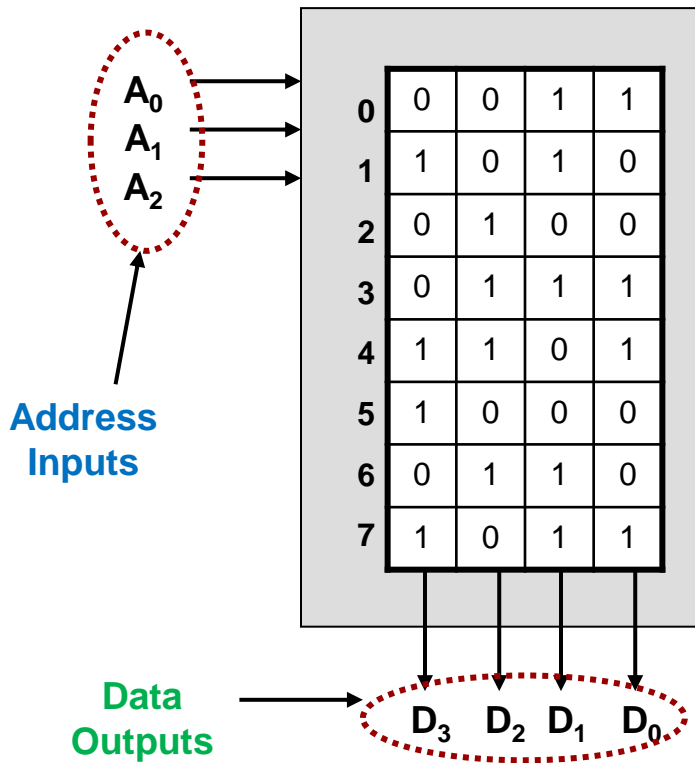 A₀
A₁
A₂
Address
Inputs
0 0 0 1 1
1 1 0 1 0
2 0 1 0 0
3 0 1 1 1
4 1 1 0 1
5 1 0 0 0
6 0 1 1 0
7 1 0 1 1
Data
Outputs
D₃ D₂ D₁ D₀